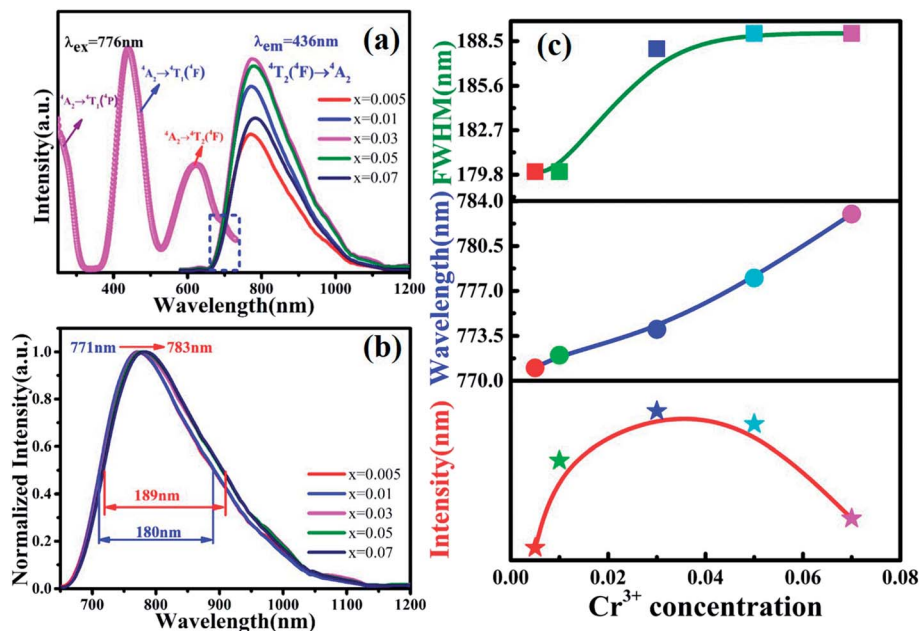 (a)
λex=776nm
λem=436nm
⁴T₂(⁴F)→⁴A₂
⁴A₂→⁴T₁(⁴F)
⁴A₂→⁴T₁(⁴P)
⁴A₂→⁴T₂(⁴F)
x=0.005
x=0.01
x=0.03
x=0.05
x=0.07
Intensity(a.u.)
400 600 800 1000 1200
Wavelength(nm)
(b)
771nm 783nm
1.0
0.8
0.6
0.4
0.2
0.0
189nm
180nm
x=0.005
x=0.01
x=0.03
x=0.05
x=0.07
Normalized Intensity(a.u.)
700 800 900 1000 1100 1200
Wavelength(nm)
(c)
188.5
185.6
182.7
179.8
FWHM(nm)
784.0
780.5
777.0
773.5
770.0
Wavelength(nm)
Intensity(nm)
0.00 0.02 0.04 0.06 0.08
Cr³⁺ concentration